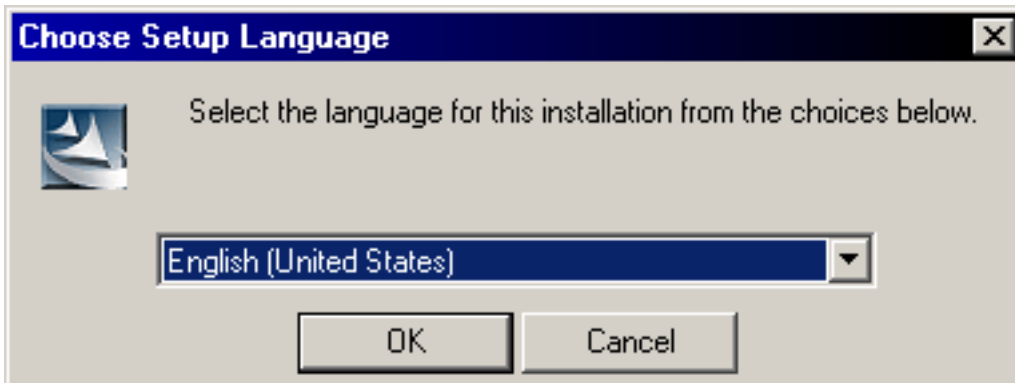 Choose Setup Language
Select the language for this installation from the choices below.
English (United States)
OK
Cancel